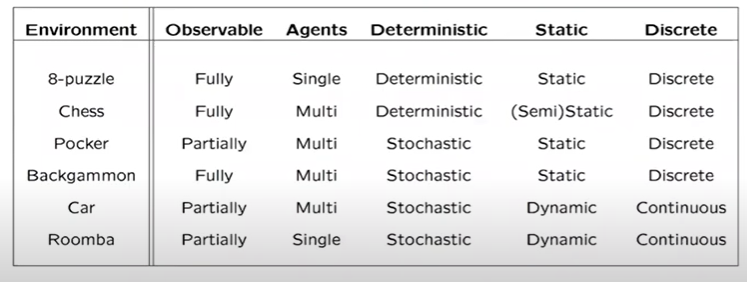 Environment Observable Agents Deterministic Static Discrete
8-puzzle Fully Single Deterministic Static Discrete
Chess Fully Multi Deterministic (Semi)Static Discrete
Pocker Partially Multi Stochastic Static Discrete
Backgammon Fully Multi Stochastic Static Discrete
Car Partially Multi Stochastic Dynamic Continuous
Roomba Partially Single Stochastic Dynamic Continuous